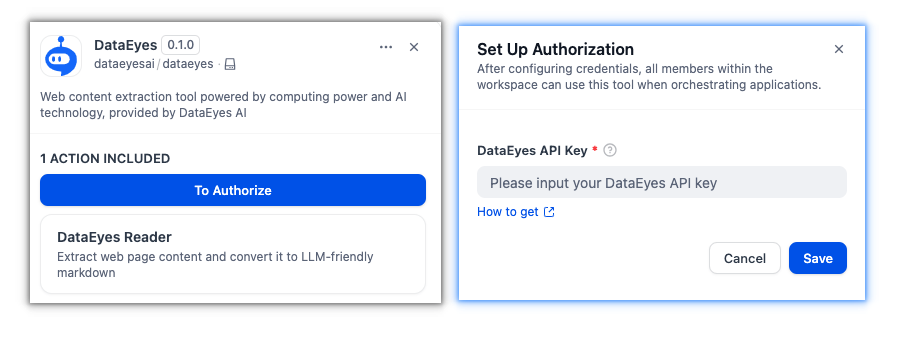 DataEyes 0.1.0
dataeyesai / dataeyes ·
Web content extraction tool powered by computing power and AI
technology, provided by DataEyes AI
1 ACTION INCLUDED
To Authorize
DataEyes Reader
Extract web page content and convert it to LLM-friendly
markdown
Set Up Authorization
After configuring credentials, all members within the
workspace can use this tool when orchestrating applications.
DataEyes API Key *
Please input your DataEyes API key
How to get
Cancel Save